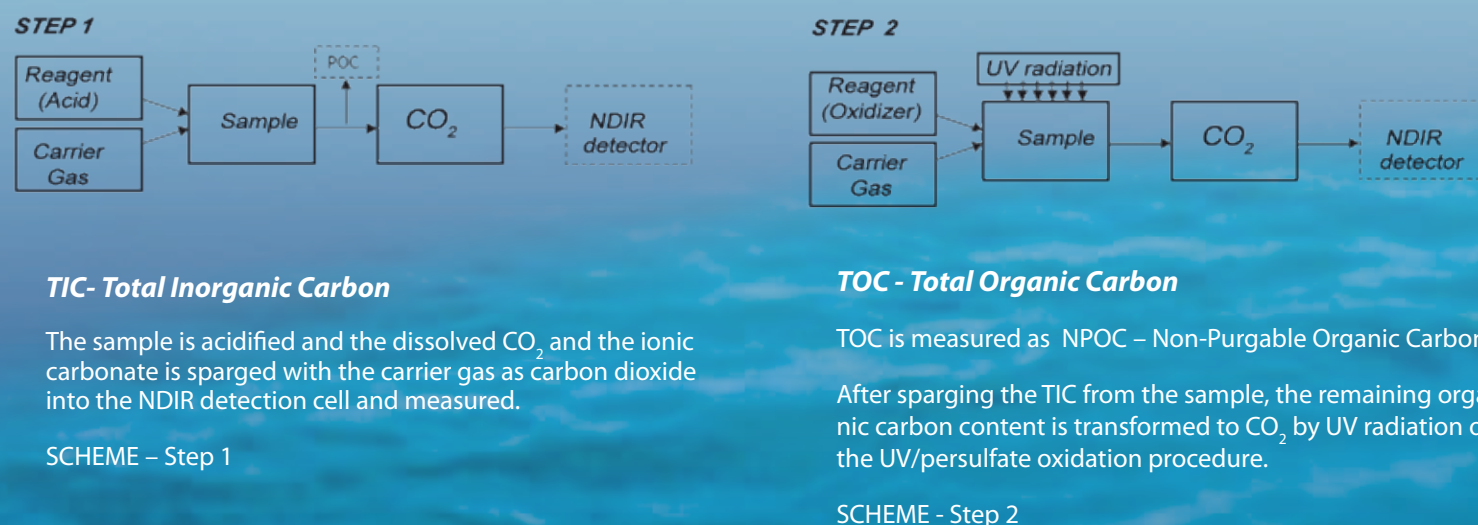 STEP 1
Reagent
(Acid)
Carrier
Gas
Sample
POC
CO2
NDIR
detector
TIC- Total Inorganic Carbon
The sample is acidified and the dissolved CO2 and the ionic
carbonate is sparged with the carrier gas as carbon dioxide
into the NDIR detection cell and measured.
SCHEME – Step 1
STEP 2
UV radiation
Reagent
(Oxidizer)
Carrier
Gas
Sample
CO2
NDIR
detector
TOC - Total Organic Carbon
TOC is measured as NPOC – Non-Purgable Organic Carbon
After sparging the TIC from the sample, the remaining orga
nic carbon content is transformed to CO2 by UV radiation
the UV/persulfate oxidation procedure.
SCHEME - Step 2